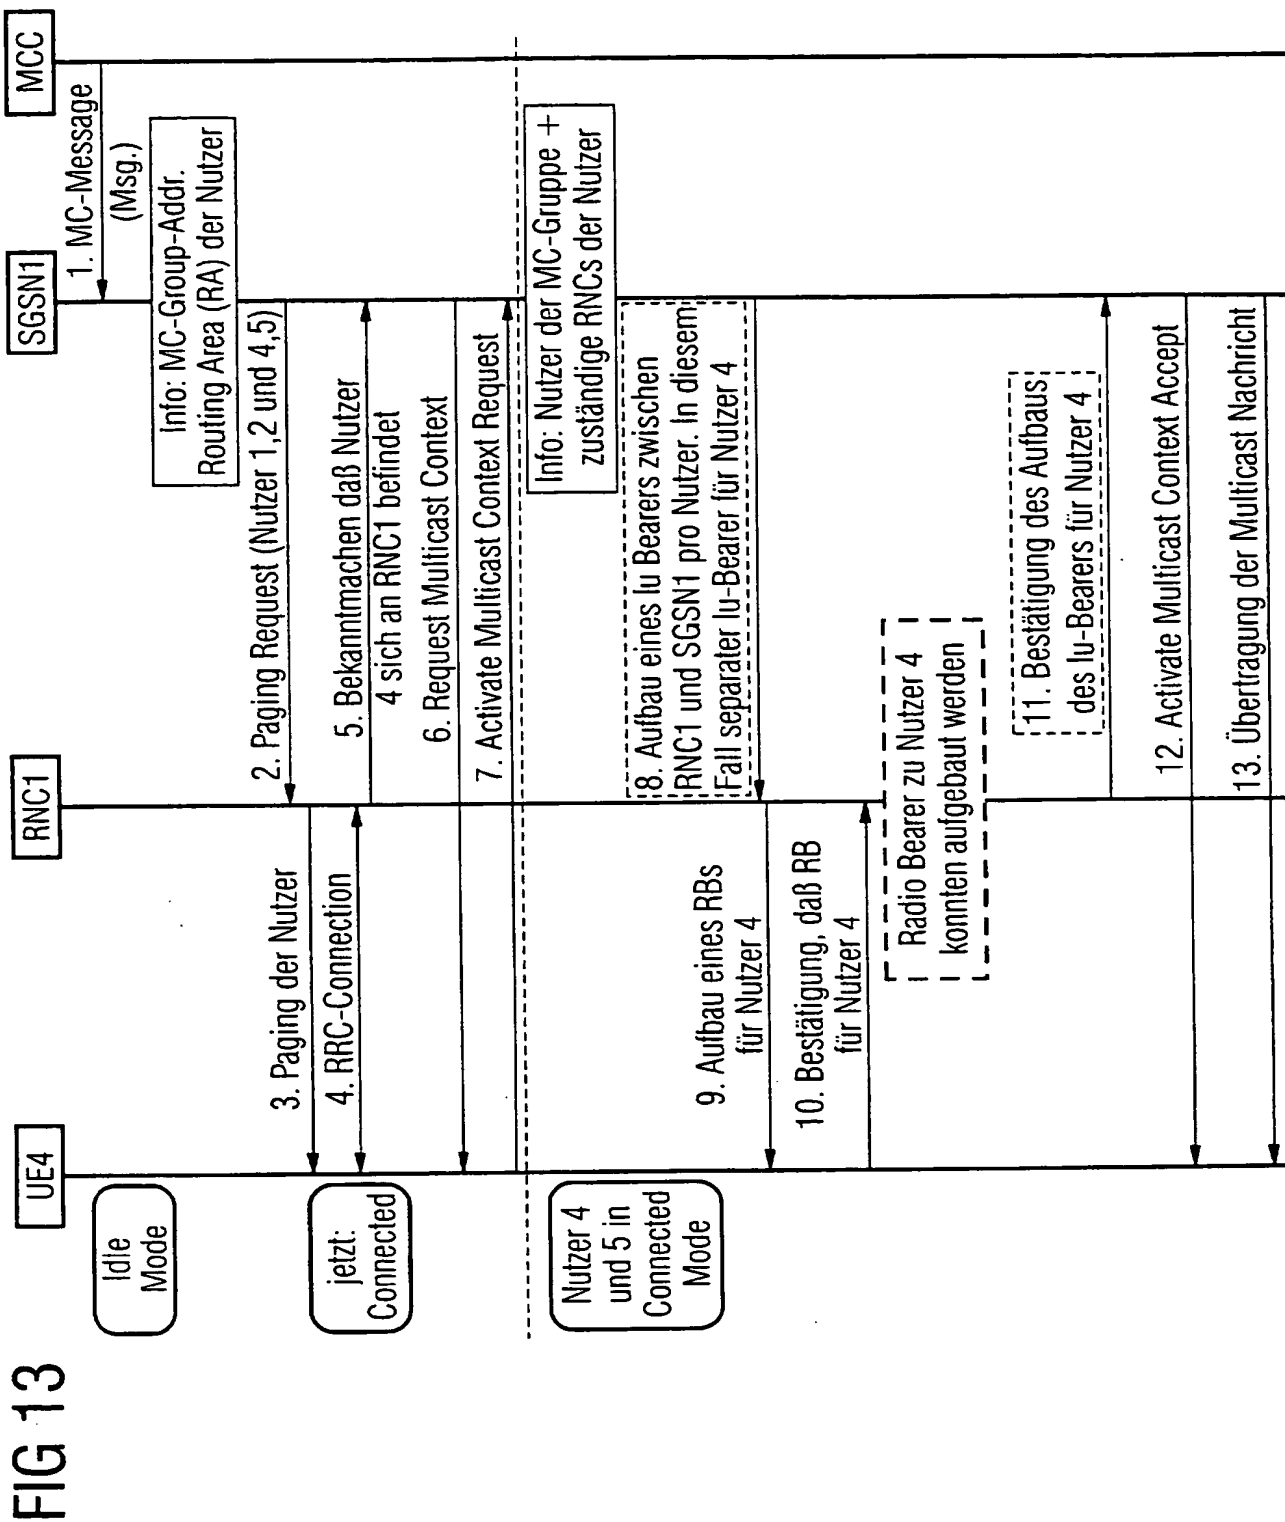 FIG 13
UE4
RNC1
SGSN1
MCC
Idle
Mode
1. MC-Message
(Msg.)
Info: MC-Group-Addr.
Routing Area (RA) der Nutzer
2. Paging Request (Nutzer 1,2 und 4,5)
3. Paging der Nutzer
4. RRC-Connection
jetzt:
Connected
5. Bekanntmachen daß Nutzer
4 sich an RNC1 befindet
6. Request Multicast Context
7. Activate Multicast Context Request
Nutzer 4
und 5 in
Connected
Mode
Info: Nutzer der MC-Gruppe +
zuständige RNCs der Nutzer
8. Aufbau eines Iu Bearers zwischen
RNC1 und SGSN1 pro Nutzer. In diesem
Fall separater Iu-Bearer für Nutzer 4
9. Aufbau eines RBs
für Nutzer 4
10. Bestätigung, daß RB
für Nutzer 4
Radio Bearer zu Nutzer 4
konnten aufgebaut werden
11. Bestätigung des Aufbaus
des Iu-Bearers für Nutzer 4
12. Activate Multicast Context Accept
13. Übertragung der Multicast Nachricht